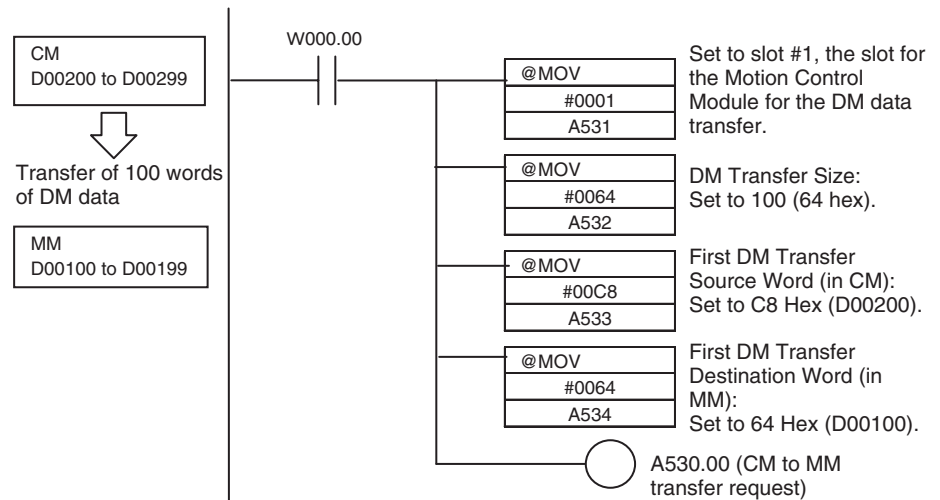 CM
D00200 to D00299
Transfer of 100 words
of DM data
MM
D00100 to D00199
W000.00
@MOV
#0001
A531
Set to slot #1, the slot for
the Motion Control
Module for the DM data
transfer.
@MOV
#0064
A532
DM Transfer Size:
Set to 100 (64 hex).
@MOV
#00C8
A533
First DM Transfer
Source Word (in CM):
Set to C8 Hex (D00200).
@MOV
#0064
A534
First DM Transfer
Destination Word (in
MM):
Set to 64 Hex (D00100).
A530.00 (CM to MM
transfer request)